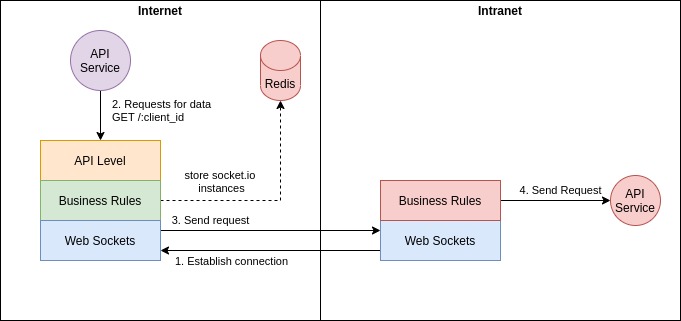 Internet
Intranet
API
Service
Redis
2. Requests for data
GET /:client_id
API Level
store socket.io
instances
Business Rules
3. Send request
Web Sockets
1. Establish connection
Business Rules
Web Sockets
4. Send Request
API
Service